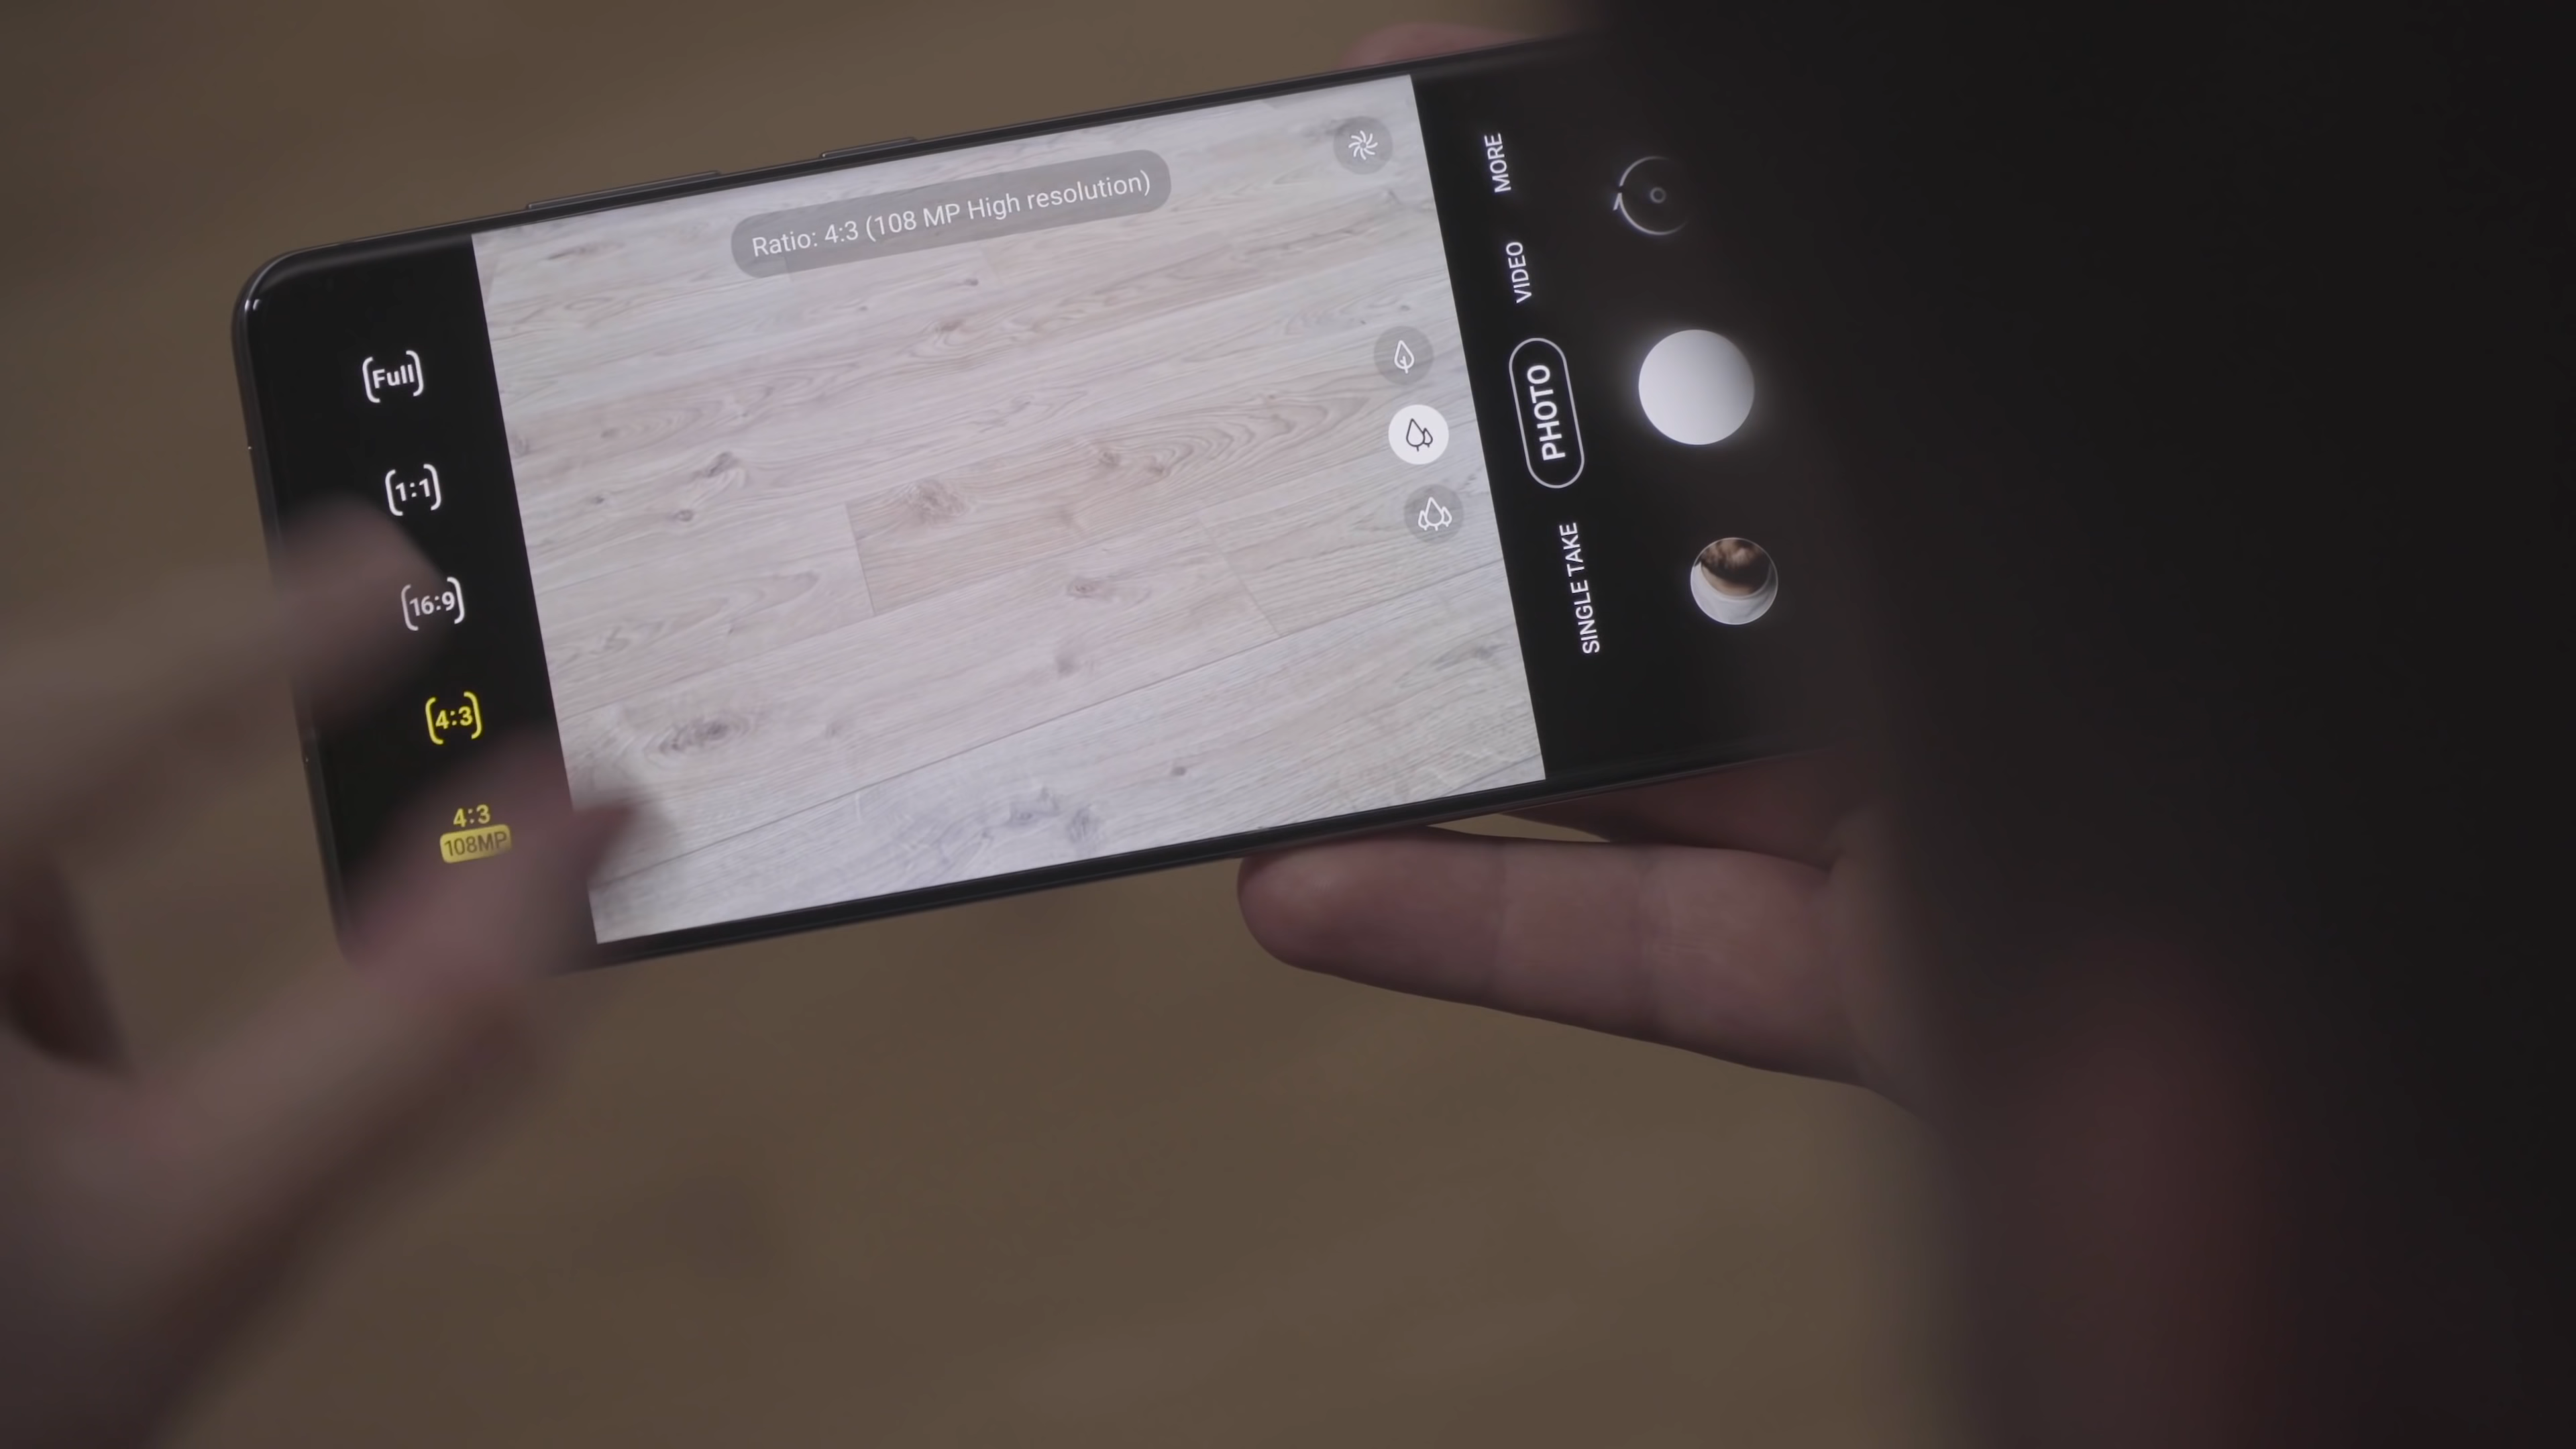 Ratio: 4:3 (108 MP High resolution)
Full
1:1
16:9
4:3
4:3
108MP
MORE
VIDEO
PHOTO
SINGLE TAKE